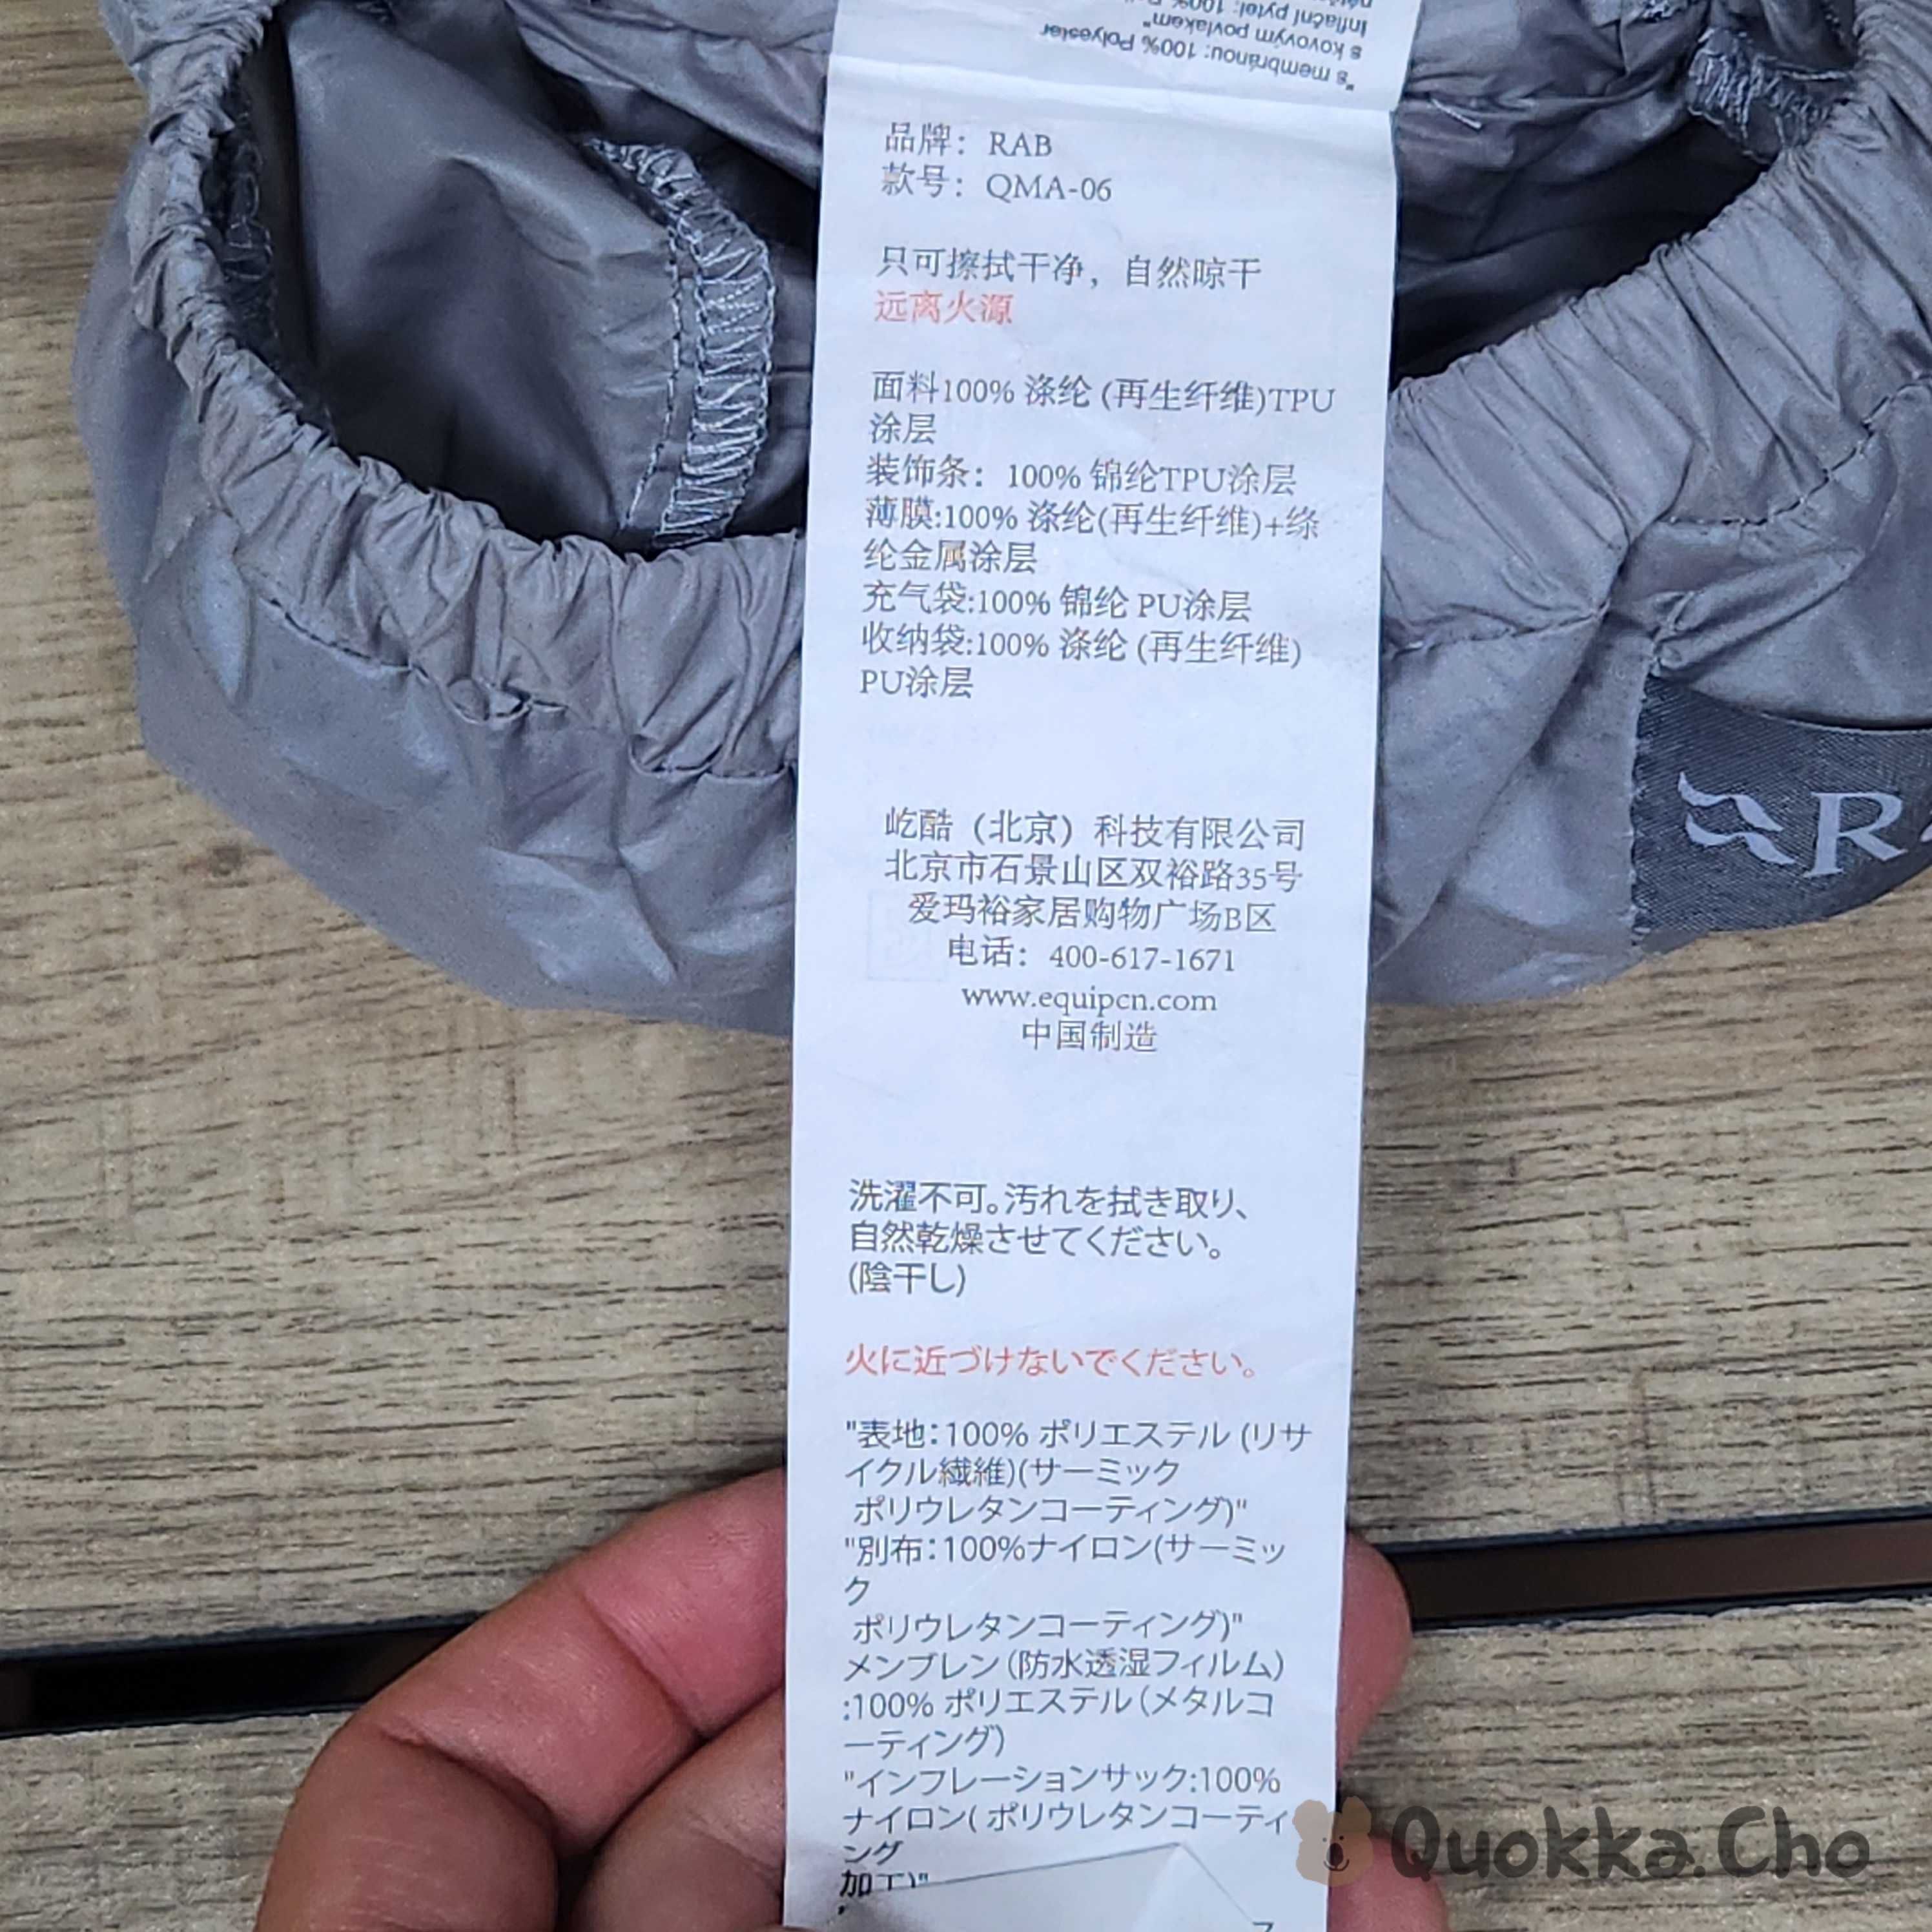 "s membránou: 100% Polyester
s kovovým povlakem"
Inflační pytel: 100%
品牌：RAB
款号：QMA-06
只可擦拭干净，自然晾干
远离火源
面料100% 涤纶 (再生纤维)TPU
涂层
装饰条：100% 锦纶TPU涂层
薄膜:100% 涤纶(再生纤维)+绦
纶金属涂层
充气袋:100% 锦纶 PU涂层
收纳袋:100% 涤纶 (再生纤维)
PU涂层
屹酷（北京）科技有限公司
北京市石景山区双裕路35号
爱玛裕家居购物广场B区
电话：400-617-1671
www.equipcn.com
中国制造
洗濯不可。汚れを拭き取り、
自然乾燥させてください。
(陰干し)
火に近づけないでください。
"表地：100% ポリエステル (リサ
イクル繊維)(サーミック
ポリウレタンコーティング)"
"別布：100%ナイロン(サーミッ
ク
ポリウレタンコーティング)"
メンブレン（防水透湿フィルム）
:100% ポリエステル（メタルコ
ーティング）
"インフレーションサック:100%
ナイロン( ポリウレタンコーティ
ング
加工)"
R
Quokka.Cho